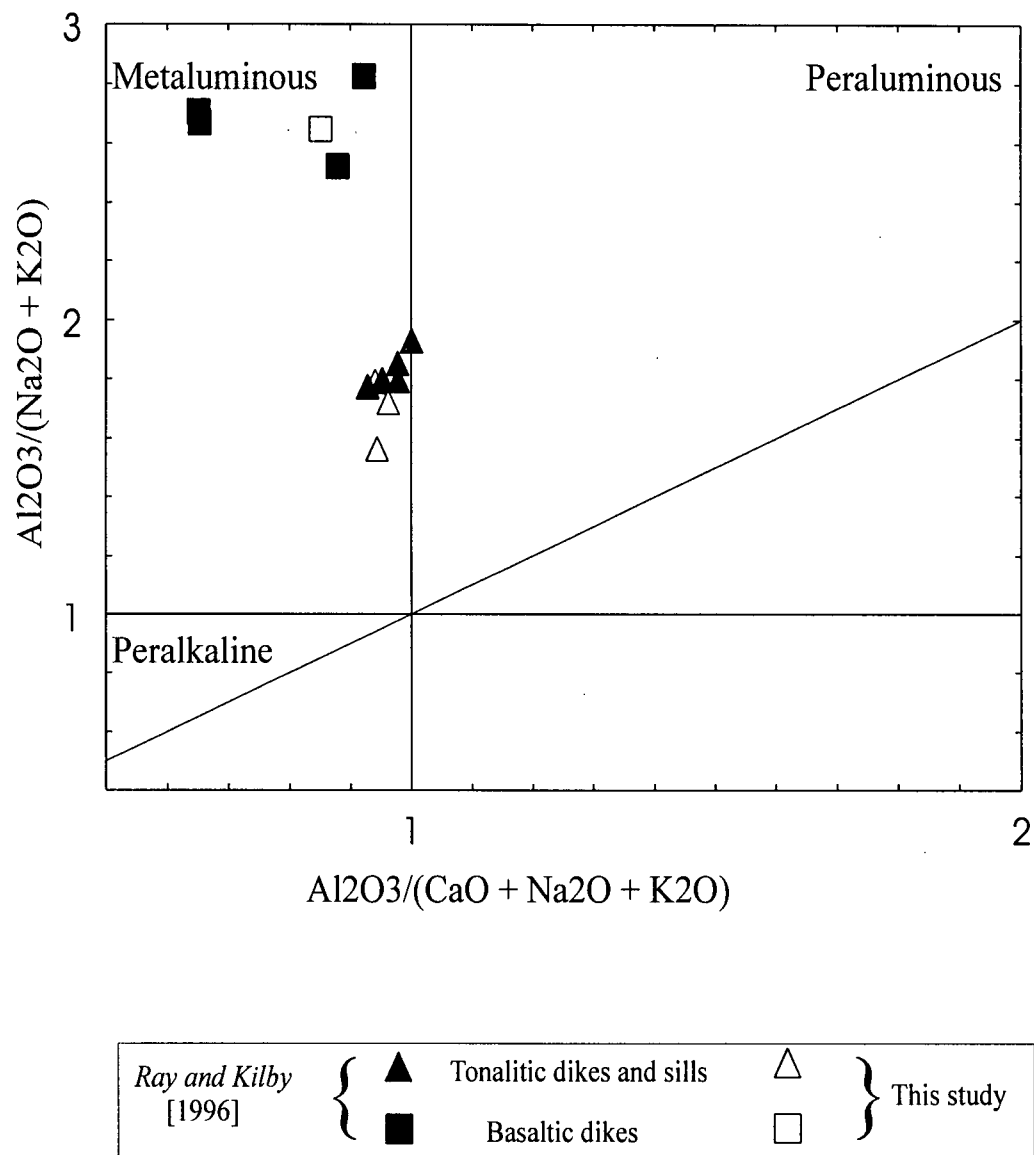 3
Metaluminous
Peraluminous
Al2O3/(Na2O + K2O)
2
1
Peralkaline
1
2
Al2O3/(CaO + Na2O + K2O)
Ray and Kilby
[1996]
Tonalitic dikes and sills
Basaltic dikes
This study